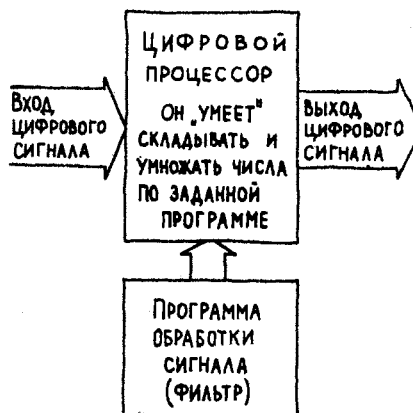 ЦИФРОВОЙ
ПРОЦЕССОР
ОН „УМЕЕТ"
СКЛАДЫВАТЬ И
УМНОЖАТЬ ЧИСЛА
ПО ЗАДАННОЙ
ПРОГРАММЕ
ВХОД
ЦИФРОВОГО
СИГНАЛА
ВЫХОД
ЦИФРОВОГО
СИГНАЛА
ПРОГРАММА
ОБРАБОТКИ
СИГНАЛА
(ФИЛЬТР)